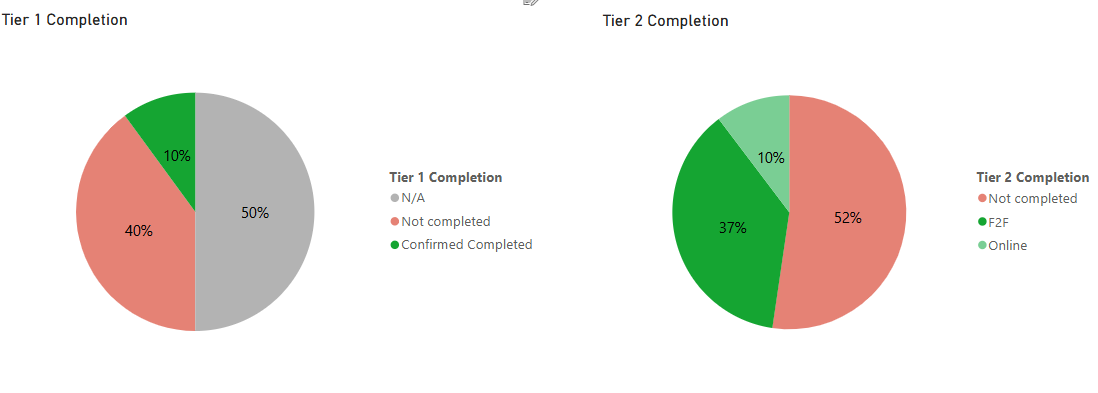 Tier 1 Completion
10%
50%
40%
Tier 1 Completion
N/A
Not completed
Confirmed Completed
Tier 2 Completion
10%
37%
52%
Tier 2 Completion
Not completed
F2F
Online